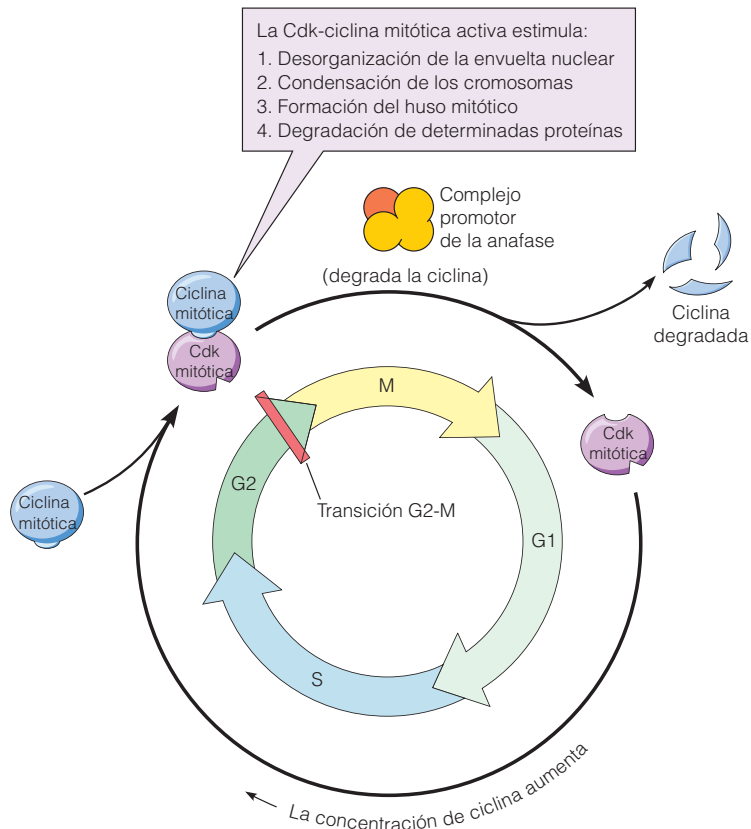 La Cdk-ciclina mitótica activa estimula:
1. Desorganización de la envuelta nuclear
2. Condensación de los cromosomas
3. Formación del huso mitótico
4. Degradación de determinadas proteínas
Complejo
promotor
de la anafase
(degrada la ciclina)
Ciclina
degradada
Ciclina
mitótica
Cdk
mitótica
M
Cdk
mitótica
G2
Transición G2-M
Ciclina
mitótica
G1
S
La concentración de ciclina aumenta